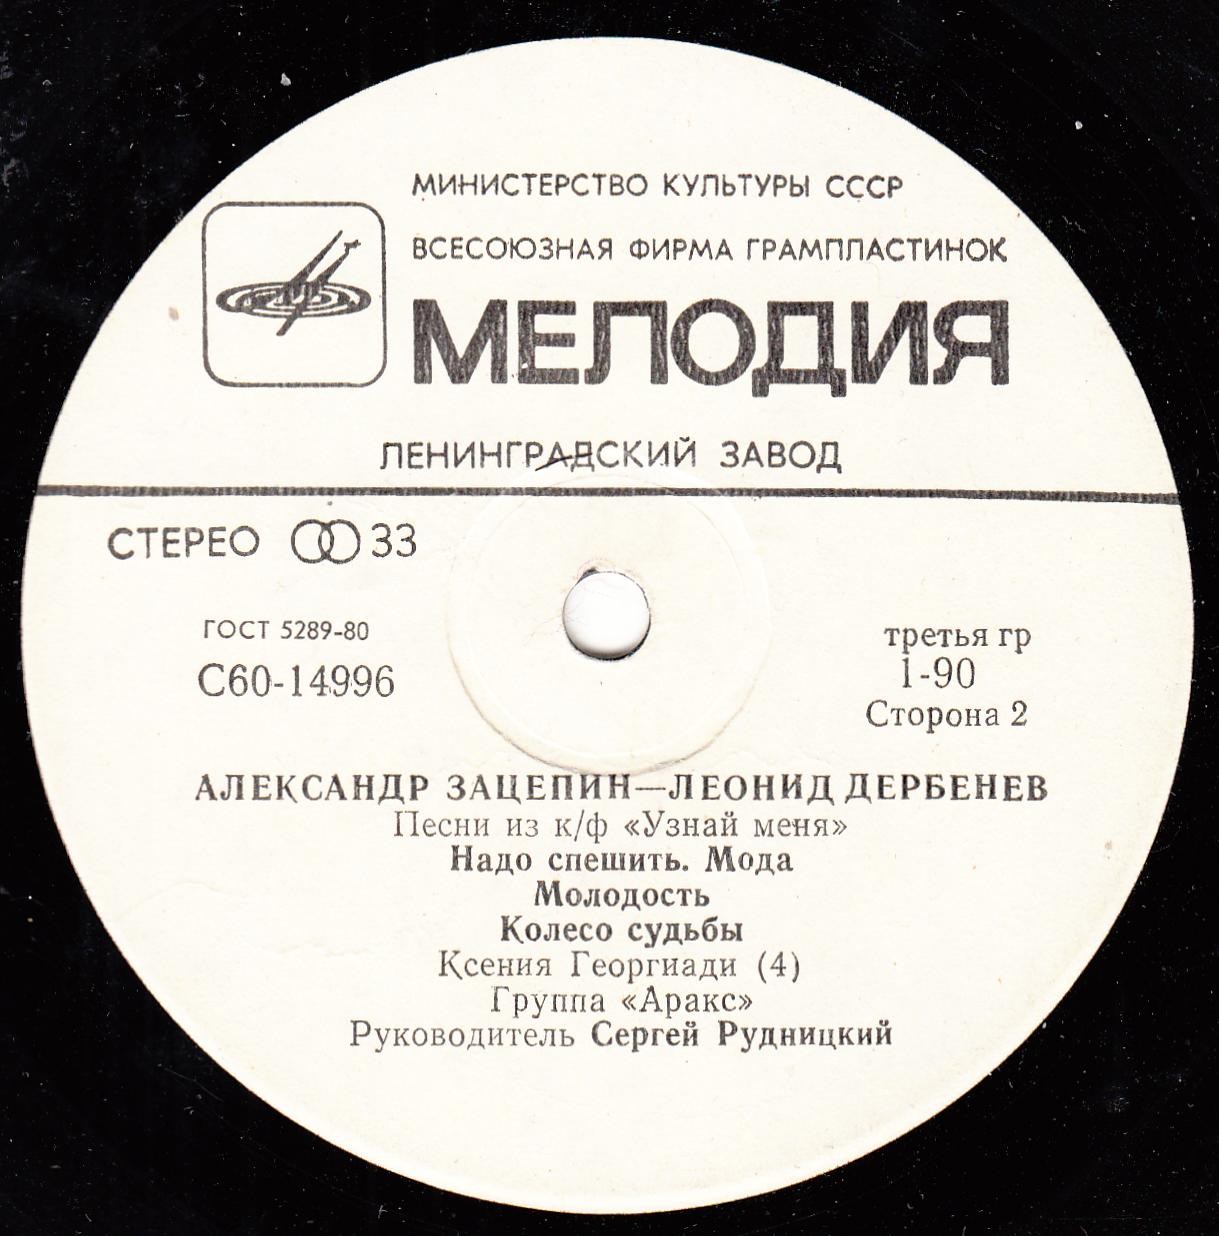 МИНИСТЕРСТВО КУЛЬТУРЫ СССР
ВСЕСОЮЗНАЯ ФИРМА ГРАМПЛАСТИНОК
МЕЛОДИЯ
ЛЕНИНГРАДСКИЙ ЗАВОД
СТЕРЕО 33
ГОСТ 5289-80
С60-14996
третья гр
1-90
Сторона 2
АЛЕКСАНДР ЗАЦЕПИН—ЛЕОНИД ДЕРБЕНЕВ
Песни из к/ф «Узнай меня»
Надо спешить. Мода
Молодость
Колесо судьбы
Ксения Георгиади (4)
Группа «Аракс»
Руководитель Сергей Рудницкий